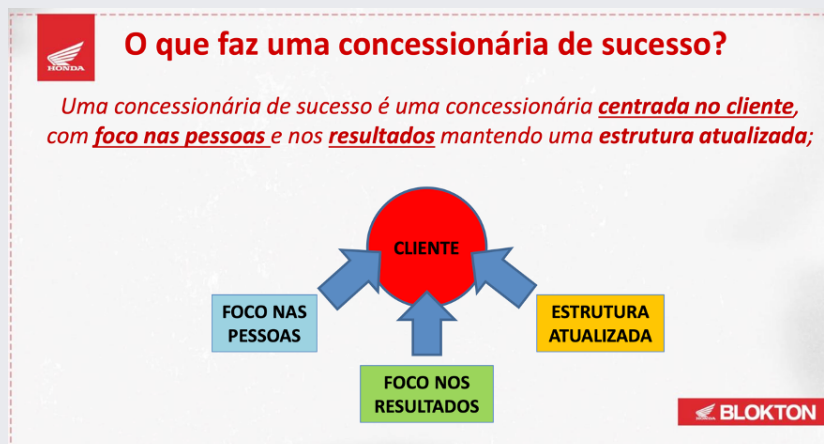 HONDA
O que faz uma concessionária de sucesso?
Uma concessionária de sucesso é uma concessionária centrada no cliente,
com foco nas pessoas e nos resultados mantendo uma estrutura atualizada;
CLIENTE
FOCO NAS
PESSOAS
ESTRUTURA
ATUALIZADA
FOCO NOS
RESULTADOS
BLOKTON